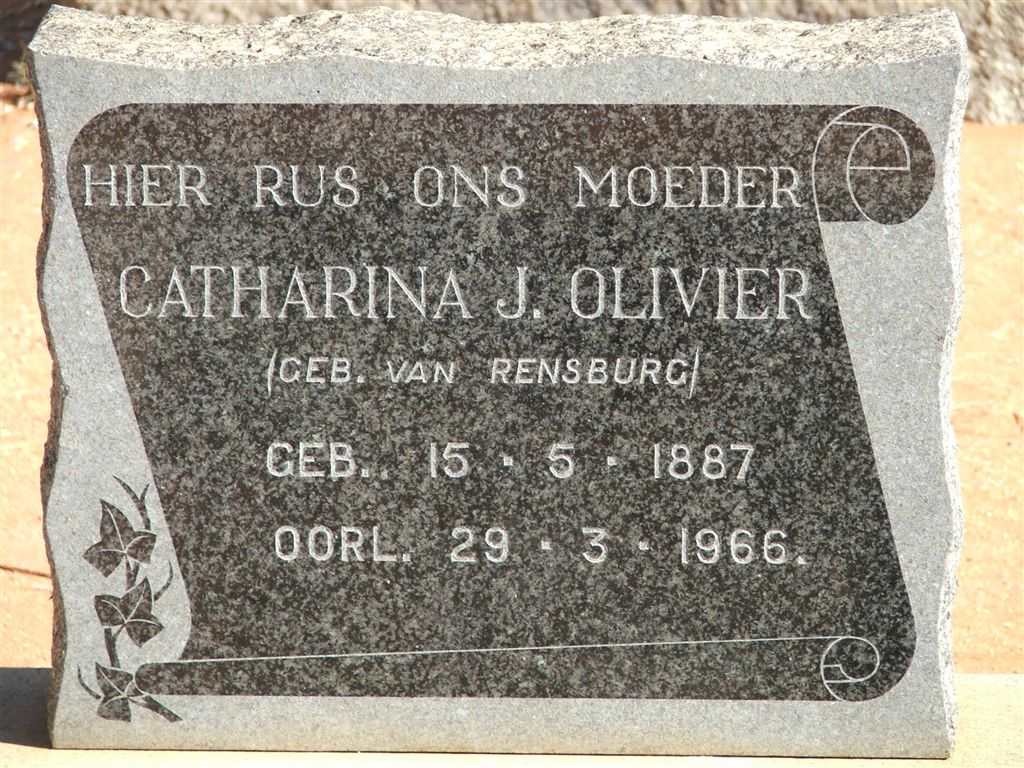 HIER RUS ONS MOEDER
CATHARINA J. OLIVIER
(GEB. VAN RENSBURG)
GEB. 15 · 5 · 1887
OORL. 29 · 3 · 1966.